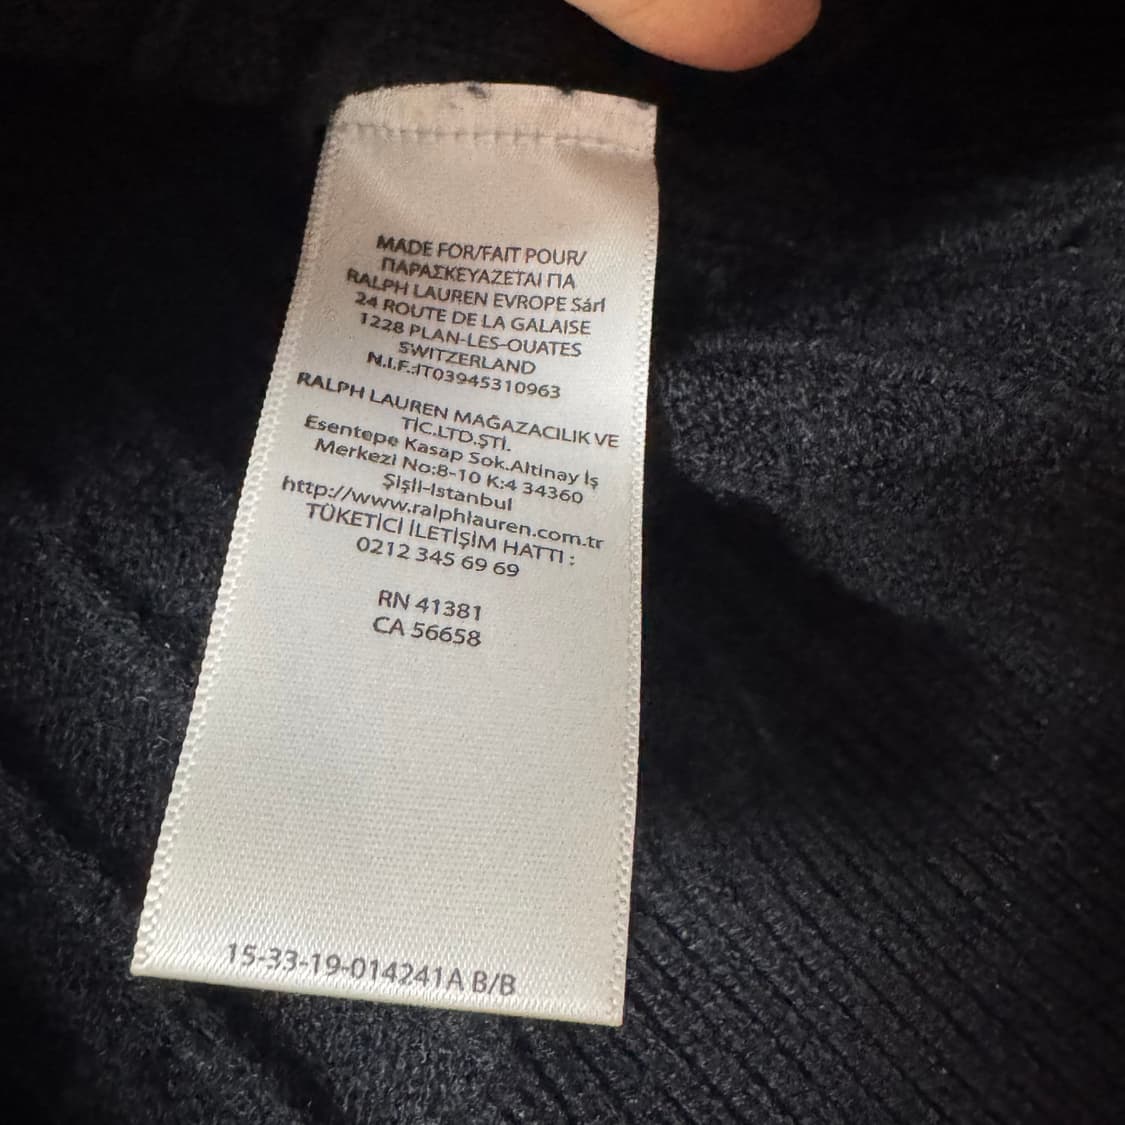 MADE FOR/FAIT POUR/
ΠΑΡΑΣΚΕΥΑΖΕΤΑΙ ΓΙΑ
RALPH LAUREN EVROPE Sárl
24 ROUTE DE LA GALAISE
1228 PLAN-LES-OUATES
SWITZERLAND
N.I.F.:IT03945310963
RALPH LAUREN MAĞAZACILIK VE
TİC.LTD.ŞTİ.
Esentepe Kasap Sok.Altinay İş
Merkezi No:8-10 K:4 34360
Şişli-Istanbul
http://www.ralphlauren.com.tr
TÜKETİCİ İLETİŞİM HATTI :
0212 345 69 69
RN 41381
CA 56658
15-33-19-014241A B/B